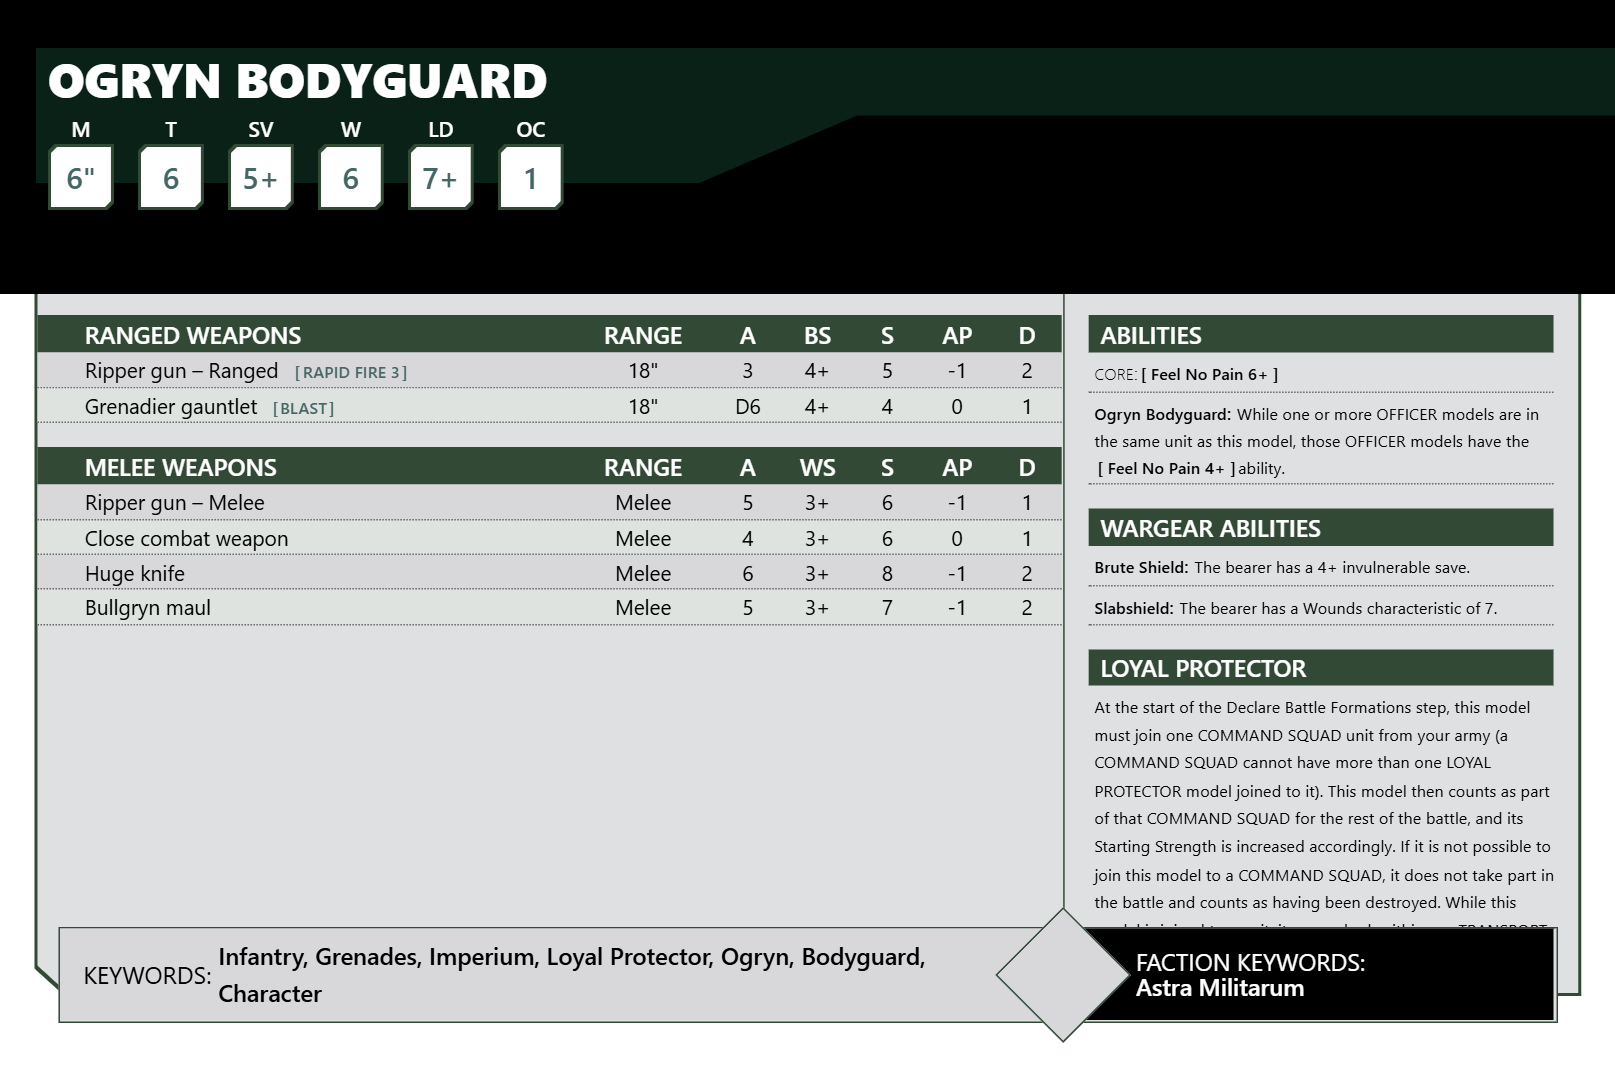 OGRYN BODYGUARD
M T SV W LD OC
6" 6 5+ 6 7+ 1
RANGED WEAPONS RANGE A BS S AP D
Ripper gun – Ranged [RAPID FIRE 3] 18" 3 4+ 5 -1 2
Grenadier gauntlet [BLAST] 18" D6 4+ 4 0 1
MELEE WEAPONS RANGE A WS S AP D
Ripper gun – Melee Melee 5 3+ 6 -1 1
Close combat weapon Melee 4 3+ 6 0 1
Huge knife Melee 6 3+ 8 -1 2
Bullgryn maul Melee 5 3+ 7 -1 2
ABILITIES
CORE: [ Feel No Pain 6+ ]
Ogryn Bodyguard: While one or more OFFICER models are in
the same unit as this model, those OFFICER models have the
[ Feel No Pain 4+ ] ability.
WARGEAR ABILITIES
Brute Shield: The bearer has a 4+ invulnerable save.
Slabshield: The bearer has a Wounds characteristic of 7.
LOYAL PROTECTOR
At the start of the Declare Battle Formations step, this model
must join one COMMAND SQUAD unit from your army (a
COMMAND SQUAD cannot have more than one LOYAL
PROTECTOR model joined to it). This model then counts as part
of that COMMAND SQUAD for the rest of the battle, and its
Starting Strength is increased accordingly. If it is not possible to
join this model to a COMMAND SQUAD, it does not take part in
the battle and counts as having been destroyed. While this
KEYWORDS: Infantry, Grenades, Imperium, Loyal Protector, Ogryn, Bodyguard,
Character
FACTION KEYWORDS:
Astra Militarum